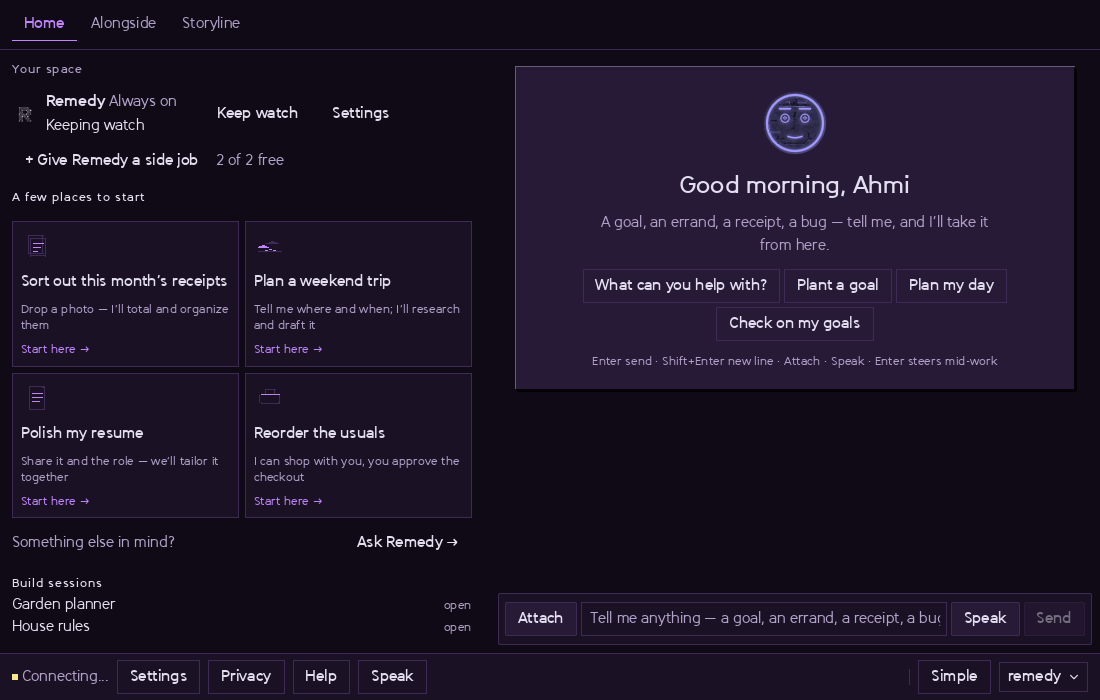 Home Alongside Storyline
Your space
Remedy Always on
Keeping watch
Keep watch Settings
+ Give Remedy a side job 2 of 2 free
A few places to start
Sort out this month's receipts
Drop a photo — I'll total and organize
them
Start here →
Plan a weekend trip
Tell me where and when; I'll research
and draft it
Start here →
Polish my resume
Share it and the role — we'll tailor it
together
Start here →
Reorder the usuals
I can shop with you, you approve the
checkout
Start here →
Something else in mind? Ask Remedy →
Build sessions
Garden planner open
House rules open
Good morning, Ahmi
A goal, an errand, a receipt, a bug — tell me, and I'll take it
from here.
What can you help with? Plant a goal Plan my day
Check on my goals
Enter send · Shift+Enter new line · Attach · Speak · Enter steers mid-work
Attach Tell me anything — a goal, an errand, a receipt, a bug Speak Send
Connecting... Settings Privacy Help Speak Simple remedy